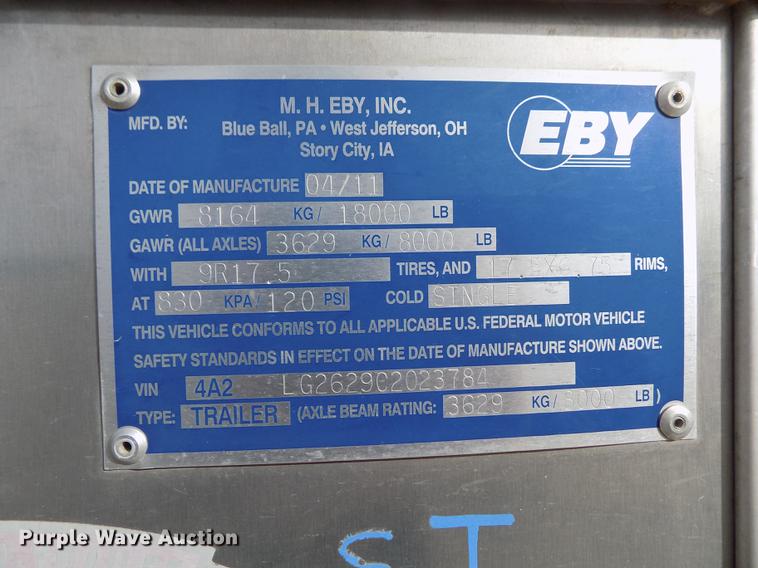 M. H. EBY, INC.
MFD. BY: Blue Ball, PA • West Jefferson, OH
Story City, IA
EBY
DATE OF MANUFACTURE 04/11
GVWR 8164 KG/ 18000 LB
GAWR (ALL AXLES) 3629 KG/ 8000 LB
WITH 9R17.5 TIRES, AND 17.5X6.75 RIMS,
AT 830 KPA/ 120 PSI COLD SINGLE
THIS VEHICLE CONFORMS TO ALL APPLICABLE U.S. FEDERAL MOTOR VEHICLE
SAFETY STANDARDS IN EFFECT ON THE DATE OF MANUFACTURE SHOWN ABOVE.
VIN 4A2 LG2629C2023784
TYPE: TRAILER (AXLE BEAM RATING: 3629 KG/ 8000 LB)
ST
Purple Wave Auction